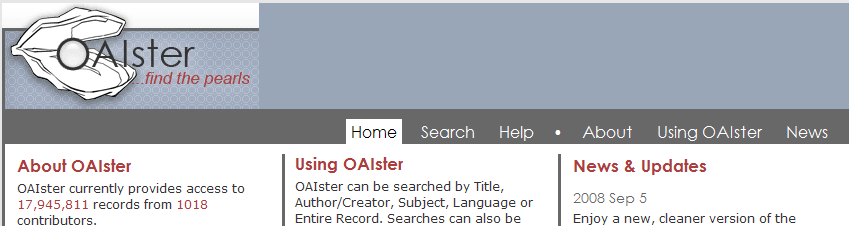 OAIster
...find the pearls
Home Search Help • About Using OAIster News
About OAIster
OAIster currently provides access to
17,945,811 records from 1018
contributors.
Using OAIster
OAIster can be searched by Title,
Author/Creator, Subject, Language or
Entire Record. Searches can also be
News & Updates
2008 Sep 5
Enjoy a new, cleaner version of the